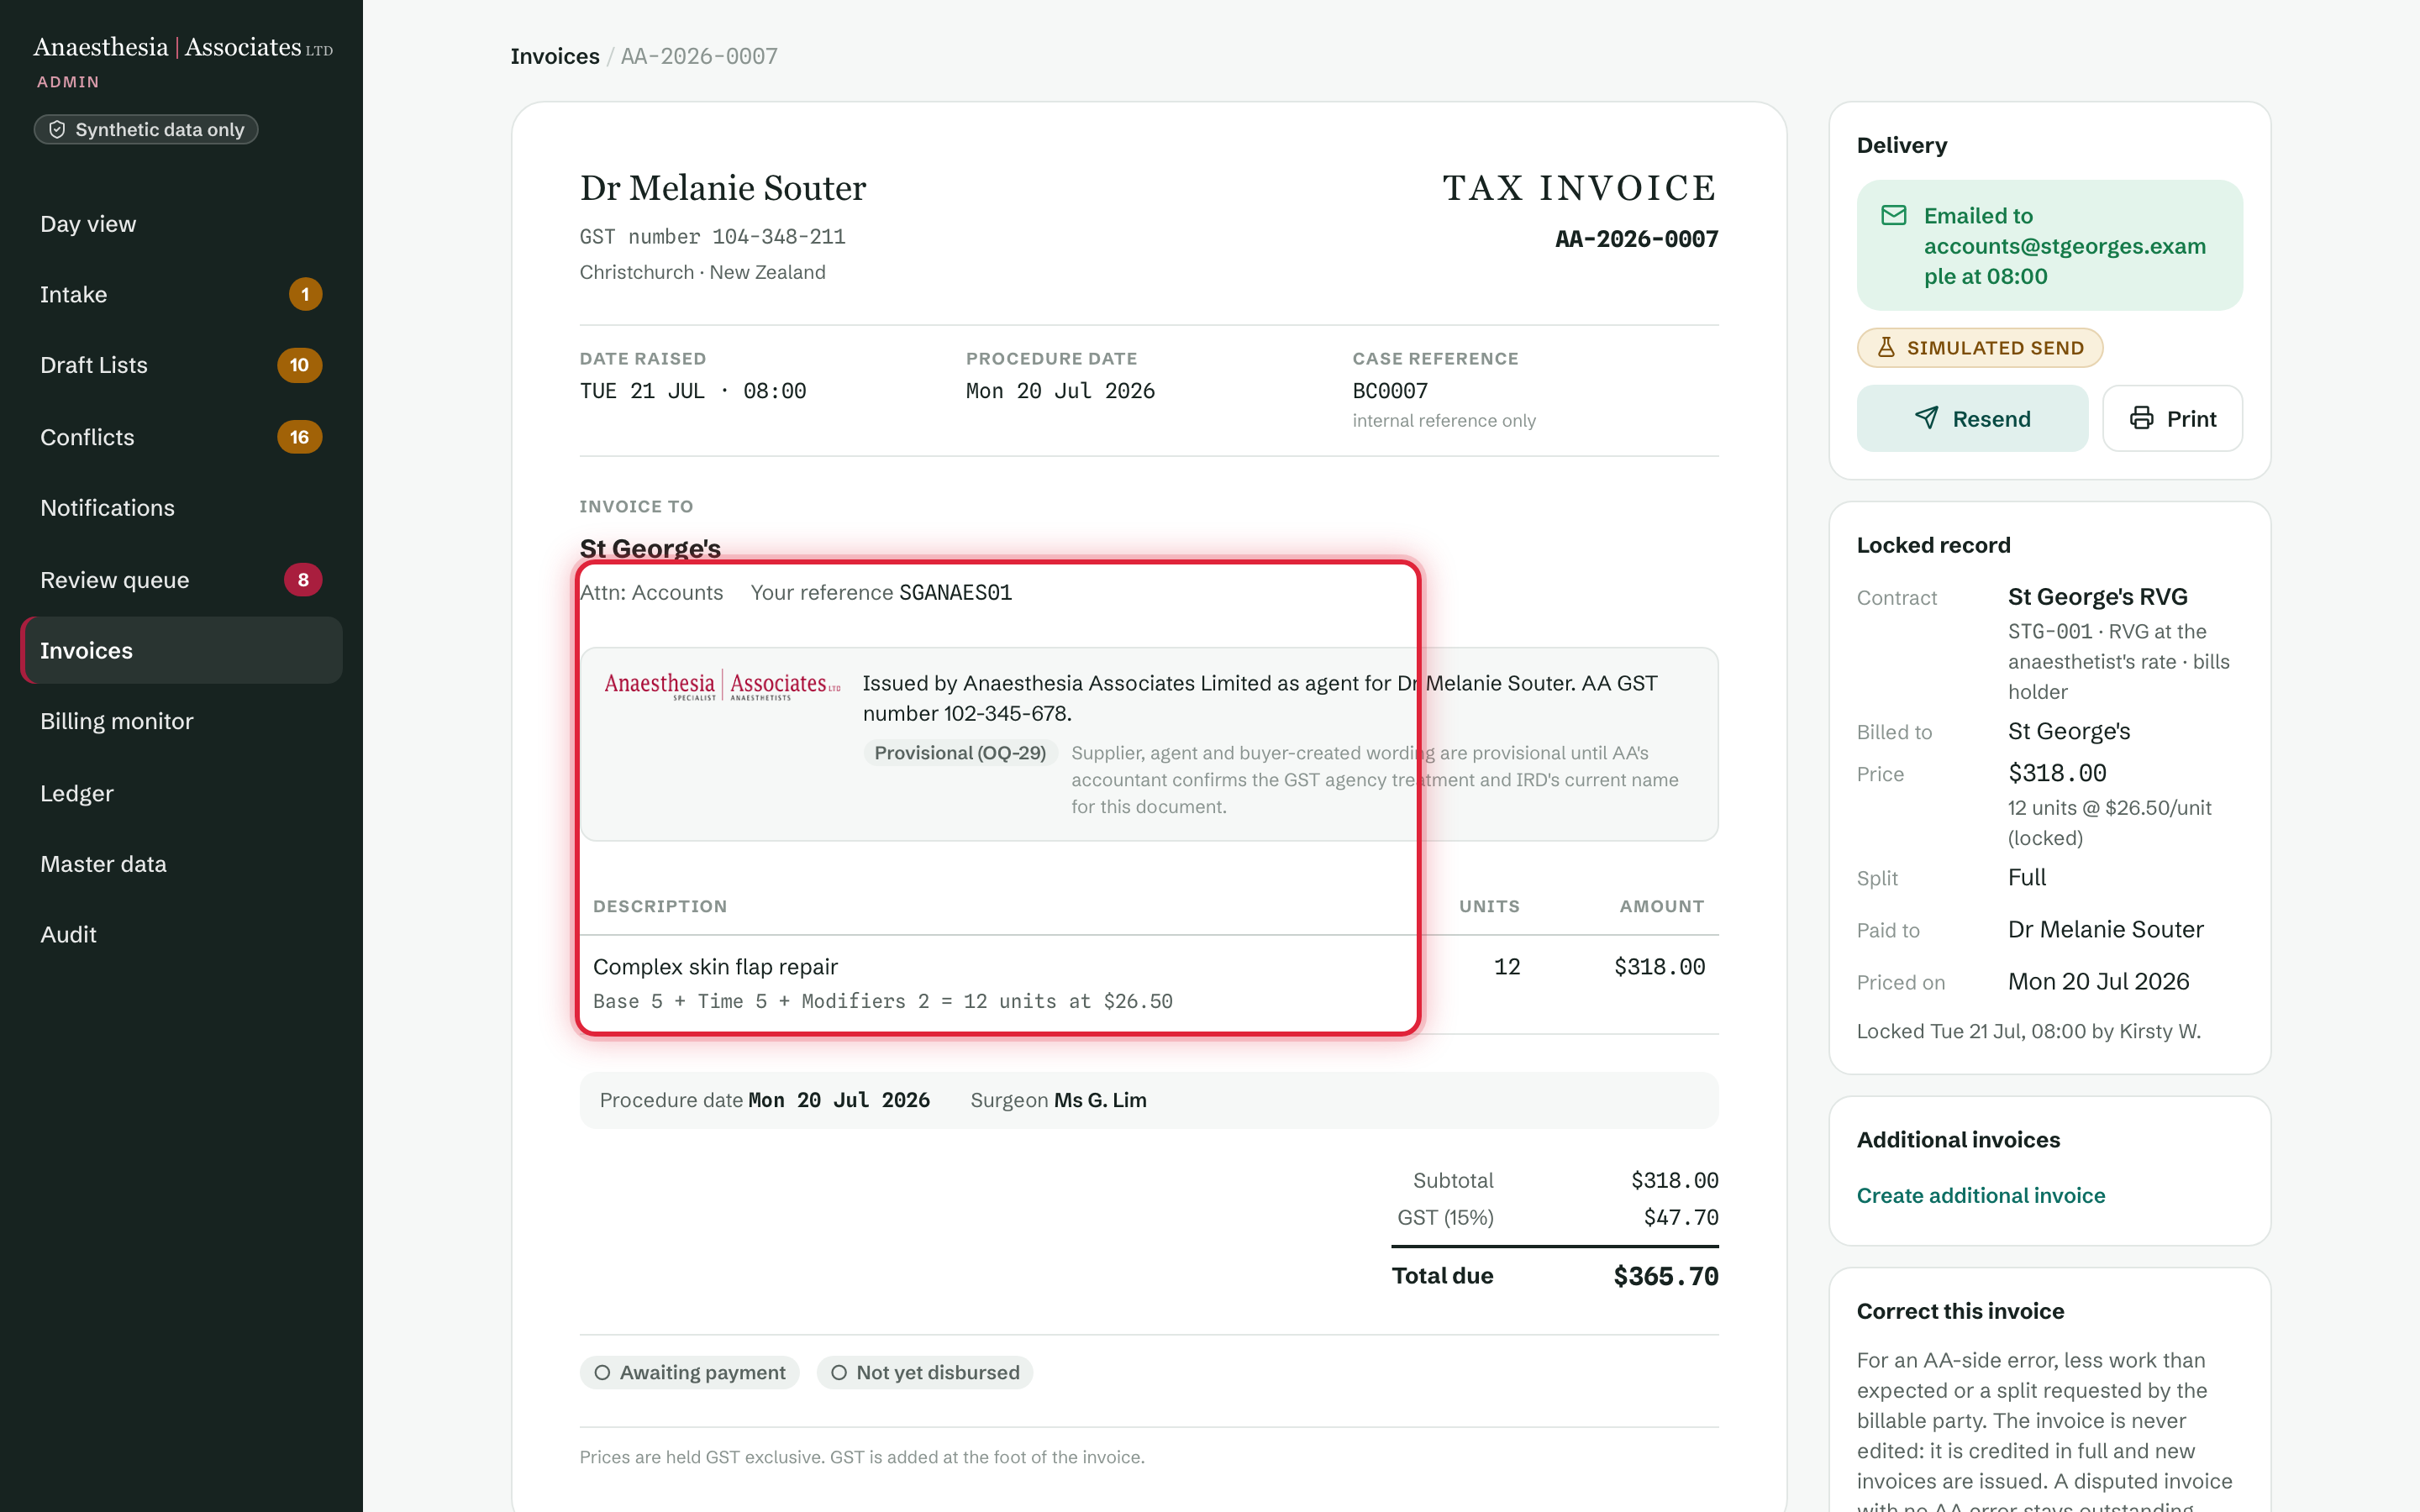 Anaesthesia | Associates LTD
ADMIN
Synthetic data only
Day view
Intake 1
Draft Lists 10
Conflicts 16
Notifications
Review queue 8
Invoices
Billing monitor
Ledger
Master data
Audit
Invoices / AA-2026-0007
Dr Melanie Souter
GST number 104-348-211
Christchurch · New Zealand
TAX INVOICE
AA-2026-0007
DATE RAISED
TUE 21 JUL · 08:00
PROCEDURE DATE
Mon 20 Jul 2026
CASE REFERENCE
BC0007
internal reference only
INVOICE TO
St George's
Attn: Accounts Your reference SGANAES01
Anaesthesia | Associates LTD
SPECIALIST ANAESTHETISTS
Issued by Anaesthesia Associates Limited as agent for Dr Melanie Souter. AA GST
number 102-345-678.
Provisional (OQ-29)
Supplier, agent and buyer-created wording are provisional until AA's
accountant confirms the GST agency treatment and IRD's current name
for this document.
DESCRIPTION UNITS AMOUNT
Complex skin flap repair 12 $318.00
Base 5 + Time 5 + Modifiers 2 = 12 units at $26.50
Procedure date Mon 20 Jul 2026 Surgeon Ms G. Lim
Subtotal $318.00
GST (15%) $47.70
Total due $365.70
Awaiting payment
Not yet disbursed
Prices are held GST exclusive. GST is added at the foot of the invoice.
Delivery
Emailed to
accounts@stgeorges.exam
ple at 08:00
SIMULATED SEND
Resend
Print
Locked record
Contract St George's RVG
STG-001 · RVG at the
anaesthetist's rate · bills
holder
Billed to St George's
Price $318.00
12 units @ $26.50/unit
(locked)
Split Full
Paid to Dr Melanie Souter
Priced on Mon 20 Jul 2026
Locked Tue 21 Jul, 08:00 by Kirsty W.
Additional invoices
Create additional invoice
Correct this invoice
For an AA-side error, less work than
expected or a split requested by the
billable party. The invoice is never
edited: it is credited in full and new
invoices are issued. A disputed invoice
with no AA error stays outstanding